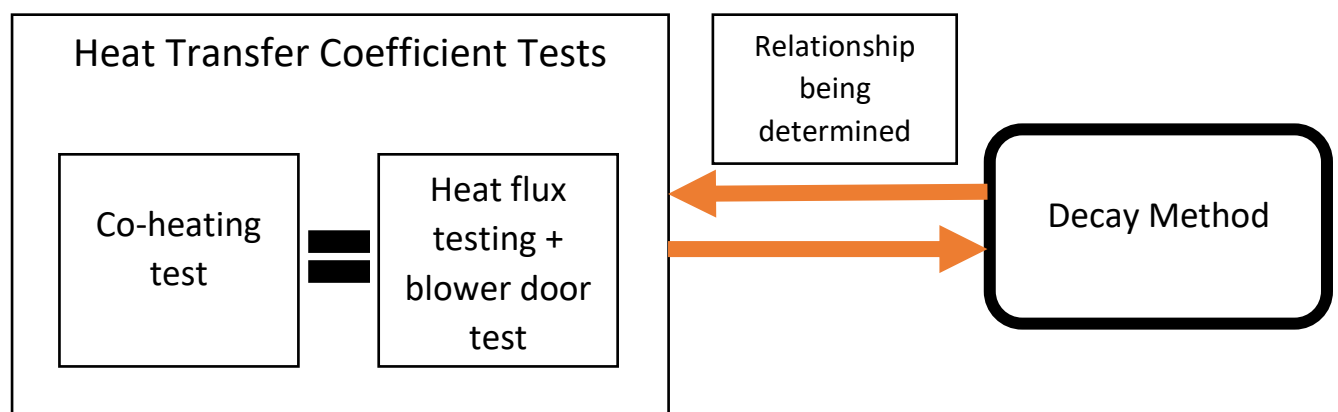 Heat Transfer Coefficient Tests
Co-heating
test
Heat flux
testing +
blower door
test
Relationship
being
determined
Decay Method